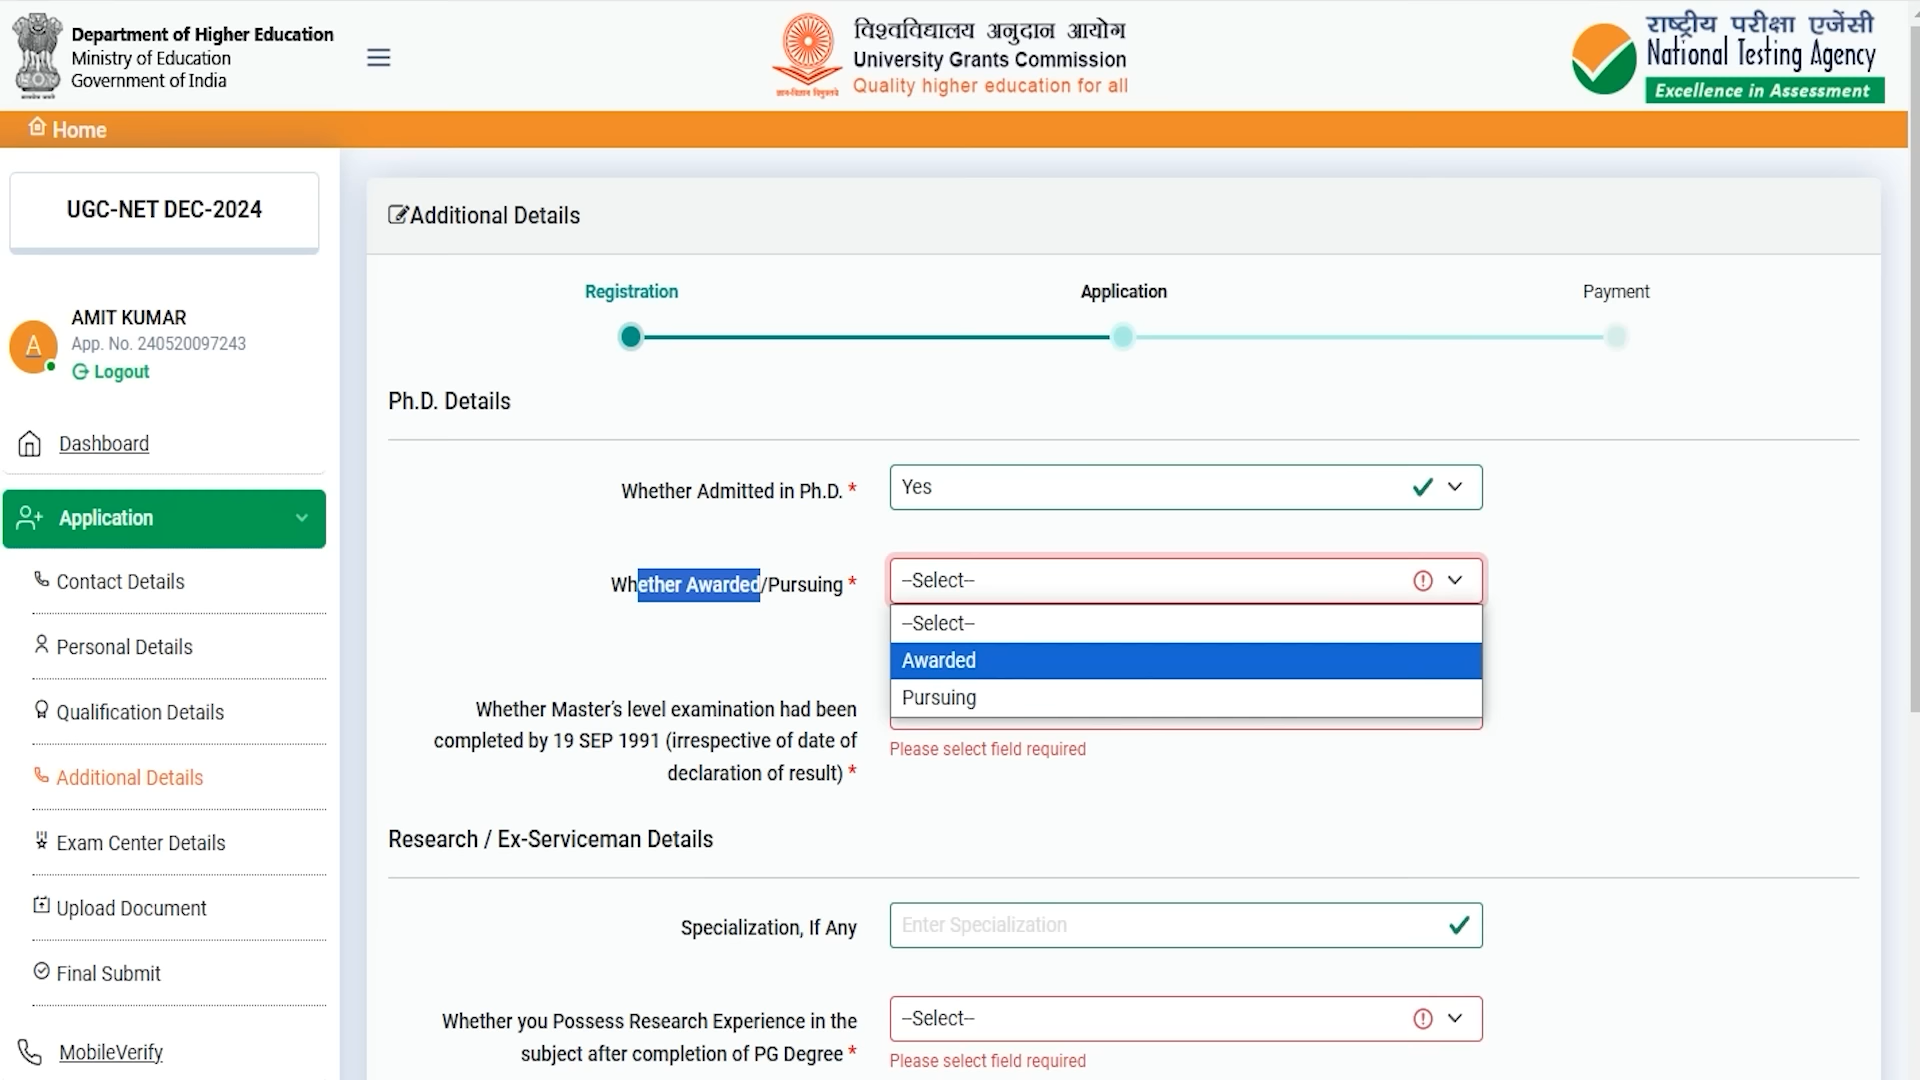 Department of Higher Education
Ministry of Education
Government of India
विश्वविद्यालय अनुदान आयोग
University Grants Commission
Quality higher education for all
ज्ञान-विज्ञान विमुक्तये
राष्ट्रीय परीक्षा एजेंसी
National Testing Agency
Excellence in Assessment
Home
UGC-NET DEC-2024
AMIT KUMAR
A
App. No. 240520097243
Logout
Dashboard
Application
Contact Details
Personal Details
Qualification Details
Additional Details
Exam Center Details
Upload Document
Final Submit
MobileVerify
Additional Details
Registration
Application
Payment
Ph.D. Details
Whether Admitted in Ph.D. *
Yes
Whether Awarded/Pursuing *
--Select--
--Select--
Awarded
Pursuing
Whether Master's level examination had been
completed by 19 SEP 1991 (irrespective of date of
declaration of result) *
Please select field required
Research / Ex-Serviceman Details
Specialization, If Any
Enter Specialization
Whether you Possess Research Experience in the
subject after completion of PG Degree *
--Select--
Please select field required